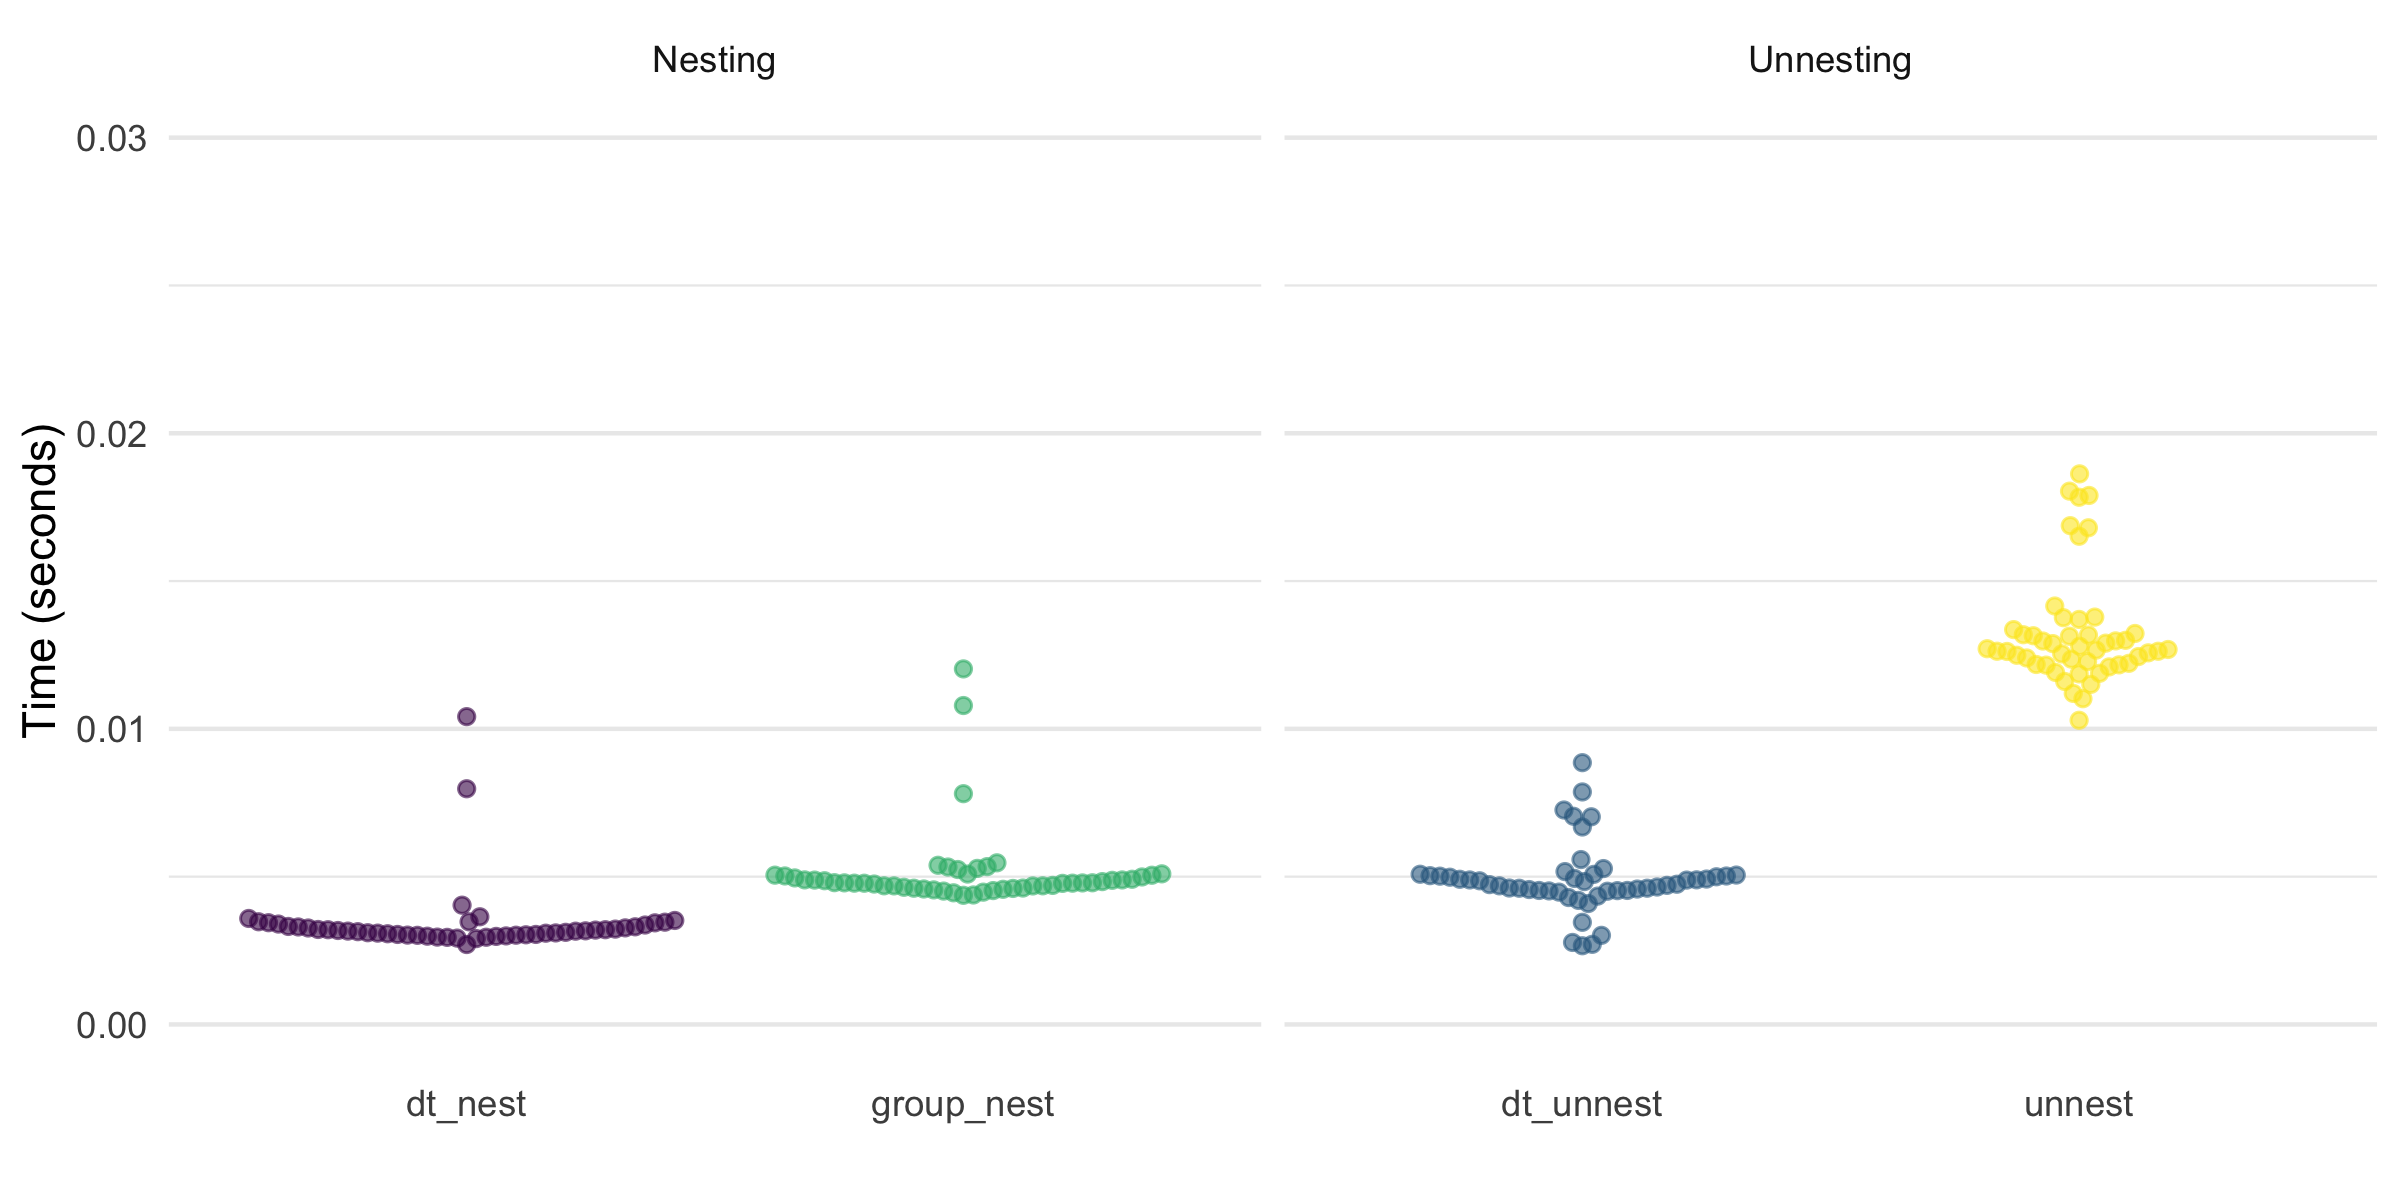 Nesting
Unnesting
Time (seconds)
0.03
0.02
0.01
0.00
dt_nest
group_nest
dt_unnest
unnest